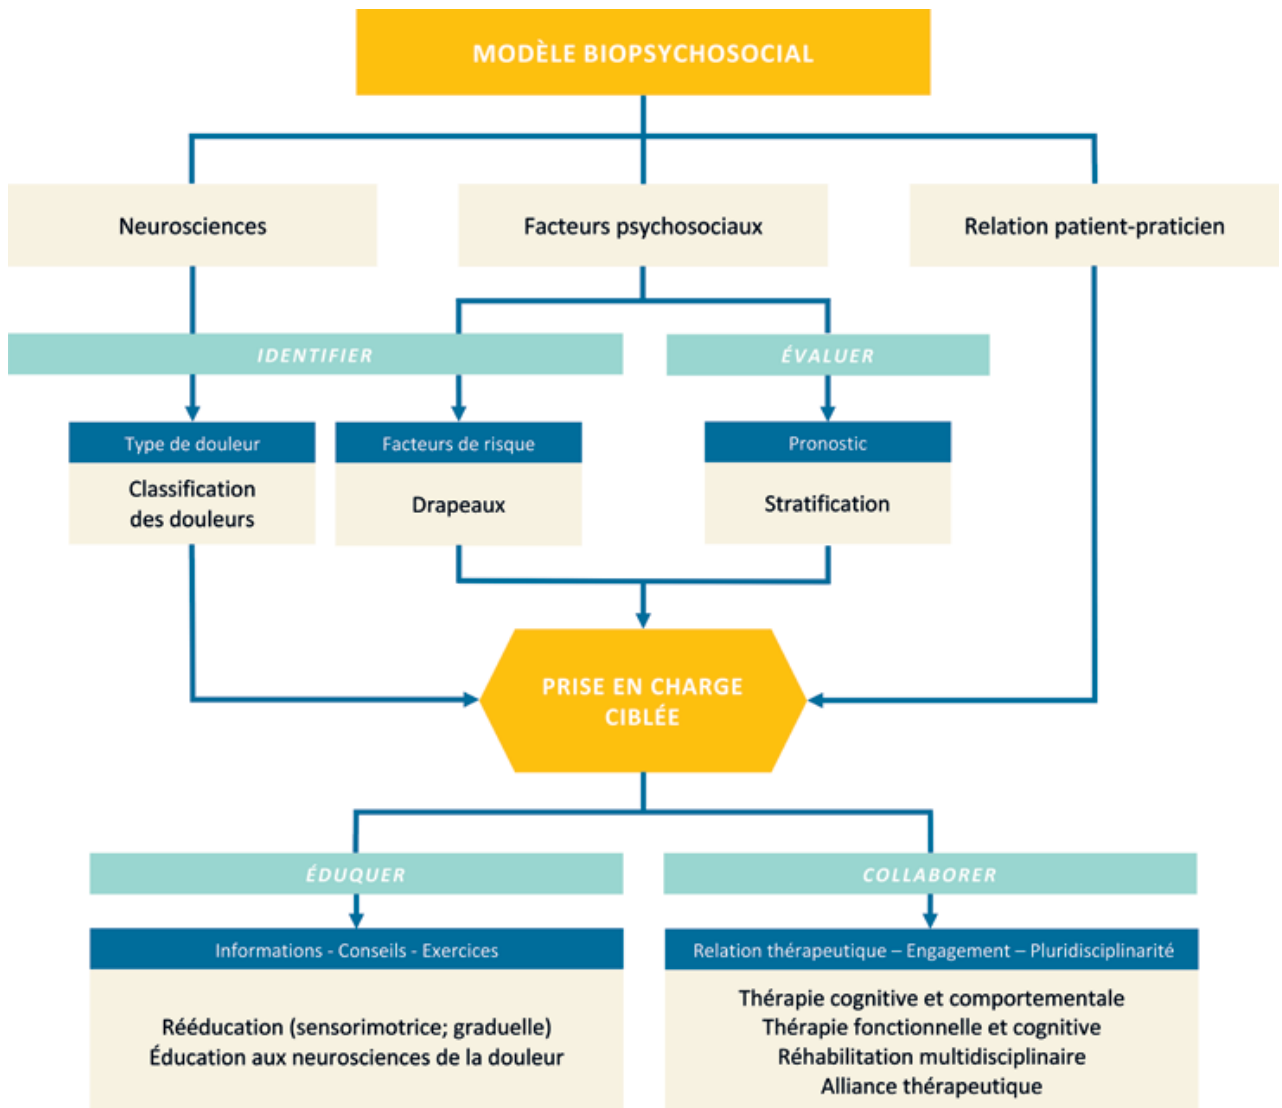 MODÈLE BIOPSYCHOSOCIAL
Neurosciences
Facteurs psychosociaux
Relation patient-praticien
IDENTIFIER
ÉVALUER
Type de douleur
Classification
des douleurs
Facteurs de risque
Drapeaux
Pronostic
Stratification
PRISE EN CHARGE
CIBLÉE
ÉDUQUER
COLLABORER
Informations - Conseils - Exercices
Rééducation (sensorimotrice; graduelle)
Éducation aux neurosciences de la douleur
Relation thérapeutique – Engagement – Pluridisciplinarité
Thérapie cognitive et comportementale
Thérapie fonctionnelle et cognitive
Réhabilitation multidisciplinaire
Alliance thérapeutique